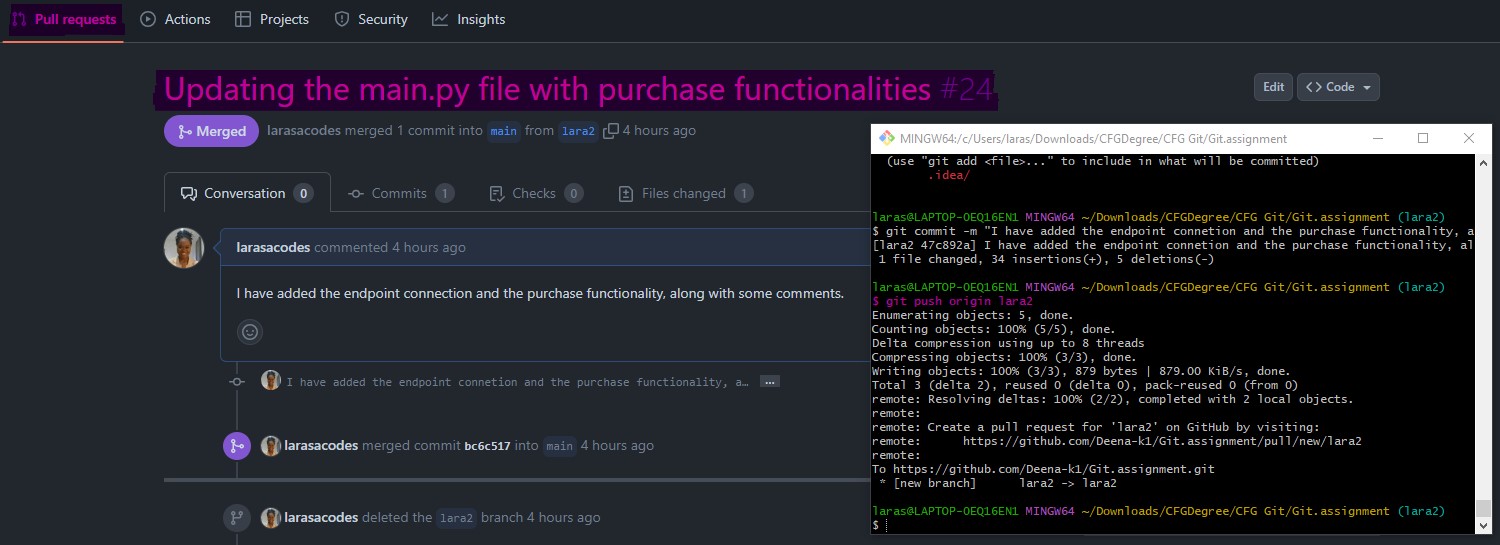 Pull requests Actions Projects Security Insights
Updating the main.py file with purchase functionalities #24
Edit <> Code
Merged larasacodes merged 1 commit into main from lara2 4 hours ago
Conversation 0 Commits 1 Checks 0 Files changed 1
larasacodes commented 4 hours ago
I have added the endpoint connection and the purchase functionality, along with some comments.
I have added the endpoint connetion and the purchase functionality, a… ...
larasacodes merged commit bc6c517 into main 4 hours ago
larasacodes deleted the lara2 branch 4 hours ago
MINGW64:/c/Users/laras/Downloads/CFGDegree/CFG Git/Git.assignment
(use "git add <file>..." to include in what will be committed)
.idea/
laras@LAPTOP-0EQ16EN1 MINGW64 ~/Downloads/CFGDegree/CFG Git/Git.assignment (lara2)
$ git commit -m "I have added the endpoint connetion and the purchase functionality, a
[lara2 47c892a] I have added the endpoint connetion and the purchase functionality, al
1 file changed, 34 insertions(+), 5 deletions(-)
laras@LAPTOP-0EQ16EN1 MINGW64 ~/Downloads/CFGDegree/CFG Git/Git.assignment (lara2)
$ git push origin lara2
Enumerating objects: 5, done.
Counting objects: 100% (5/5), done.
Delta compression using up to 8 threads
Compressing objects: 100% (3/3), done.
Writing objects: 100% (3/3), 879 bytes | 879.00 KiB/s, done.
Total 3 (delta 2), reused 0 (delta 0), pack-reused 0 (from 0)
remote: Resolving deltas: 100% (2/2), completed with 2 local objects.
remote:
remote: Create a pull request for 'lara2' on GitHub by visiting:
remote: https://github.com/Deena-k1/Git.assignment/pull/new/lara2
remote:
To https://github.com/Deena-k1/Git.assignment.git
* [new branch] lara2 -> lara2
laras@LAPTOP-0EQ16EN1 MINGW64 ~/Downloads/CFGDegree/CFG Git/Git.assignment (lara2)
$